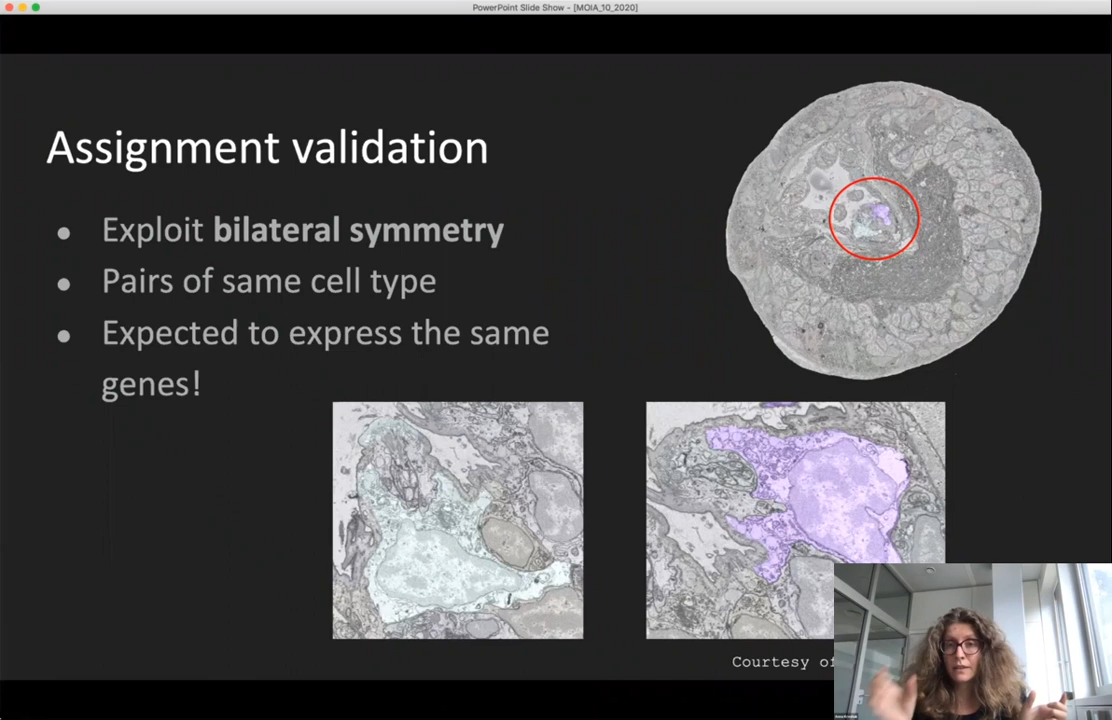 PowerPoint Slide Show - [MOIA_10_2020]
Assignment validation
● Exploit bilateral symmetry
● Pairs of same cell type
● Expected to express the same
genes!
Courtesy of